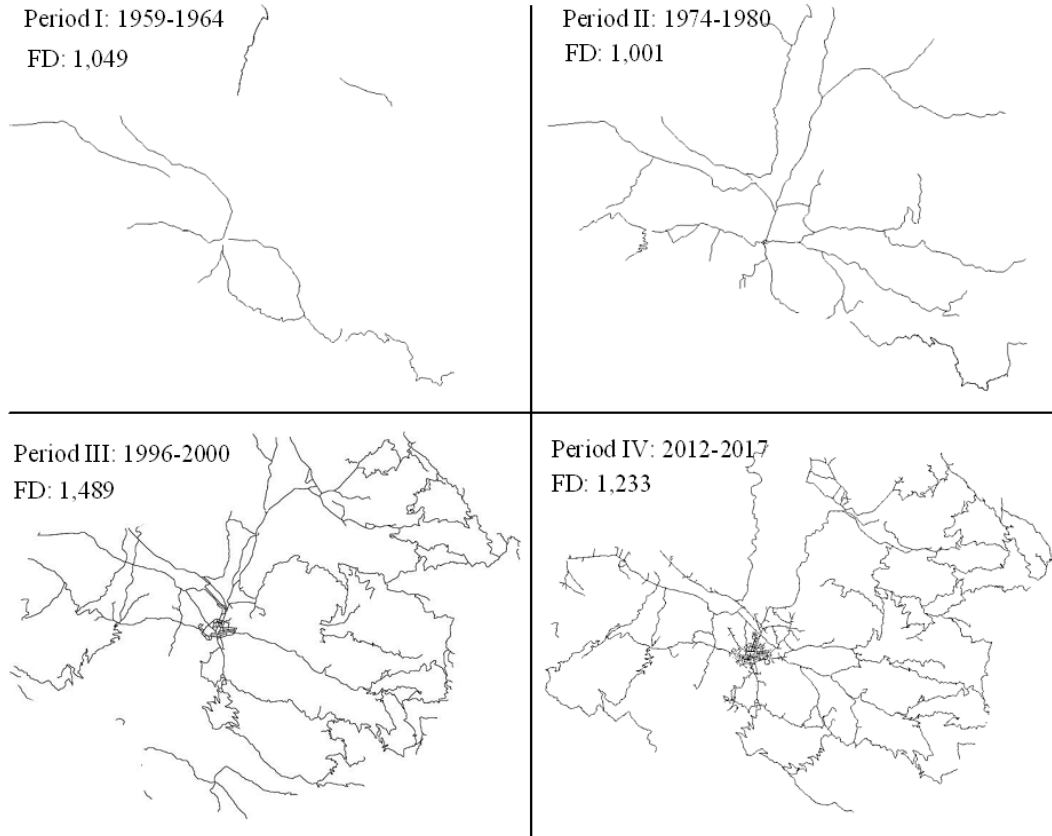 Period I: 1959-1964
FD: 1,049
Period II: 1974-1980
FD: 1,001
Period III: 1996-2000
FD: 1,489
Period IV: 2012-2017
FD: 1,233